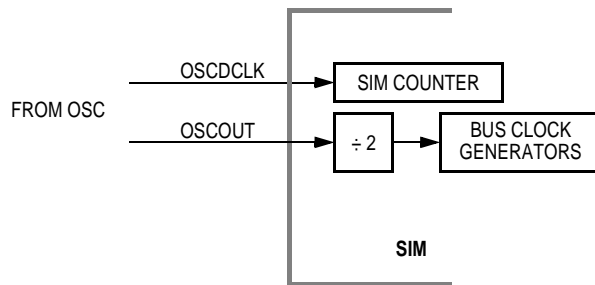 OSCDCLK
SIM COUNTER
FROM OSC
OSCOUT
÷ 2
BUS CLOCK
GENERATORS
SIM